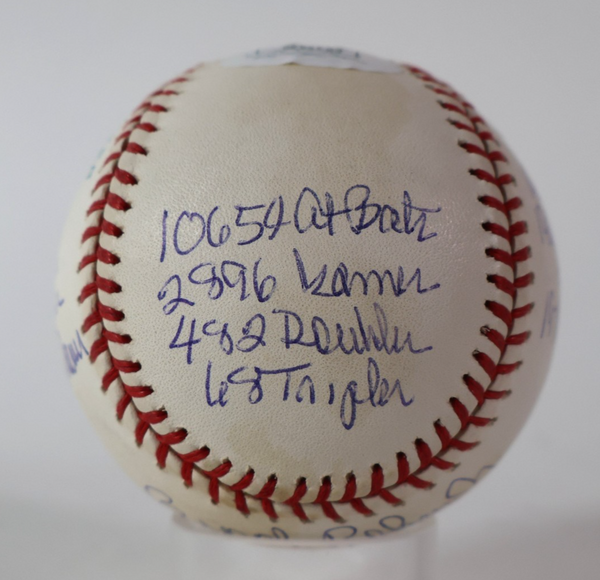 10654 At Bats
2896 Games
482 Doubles
68 Triples